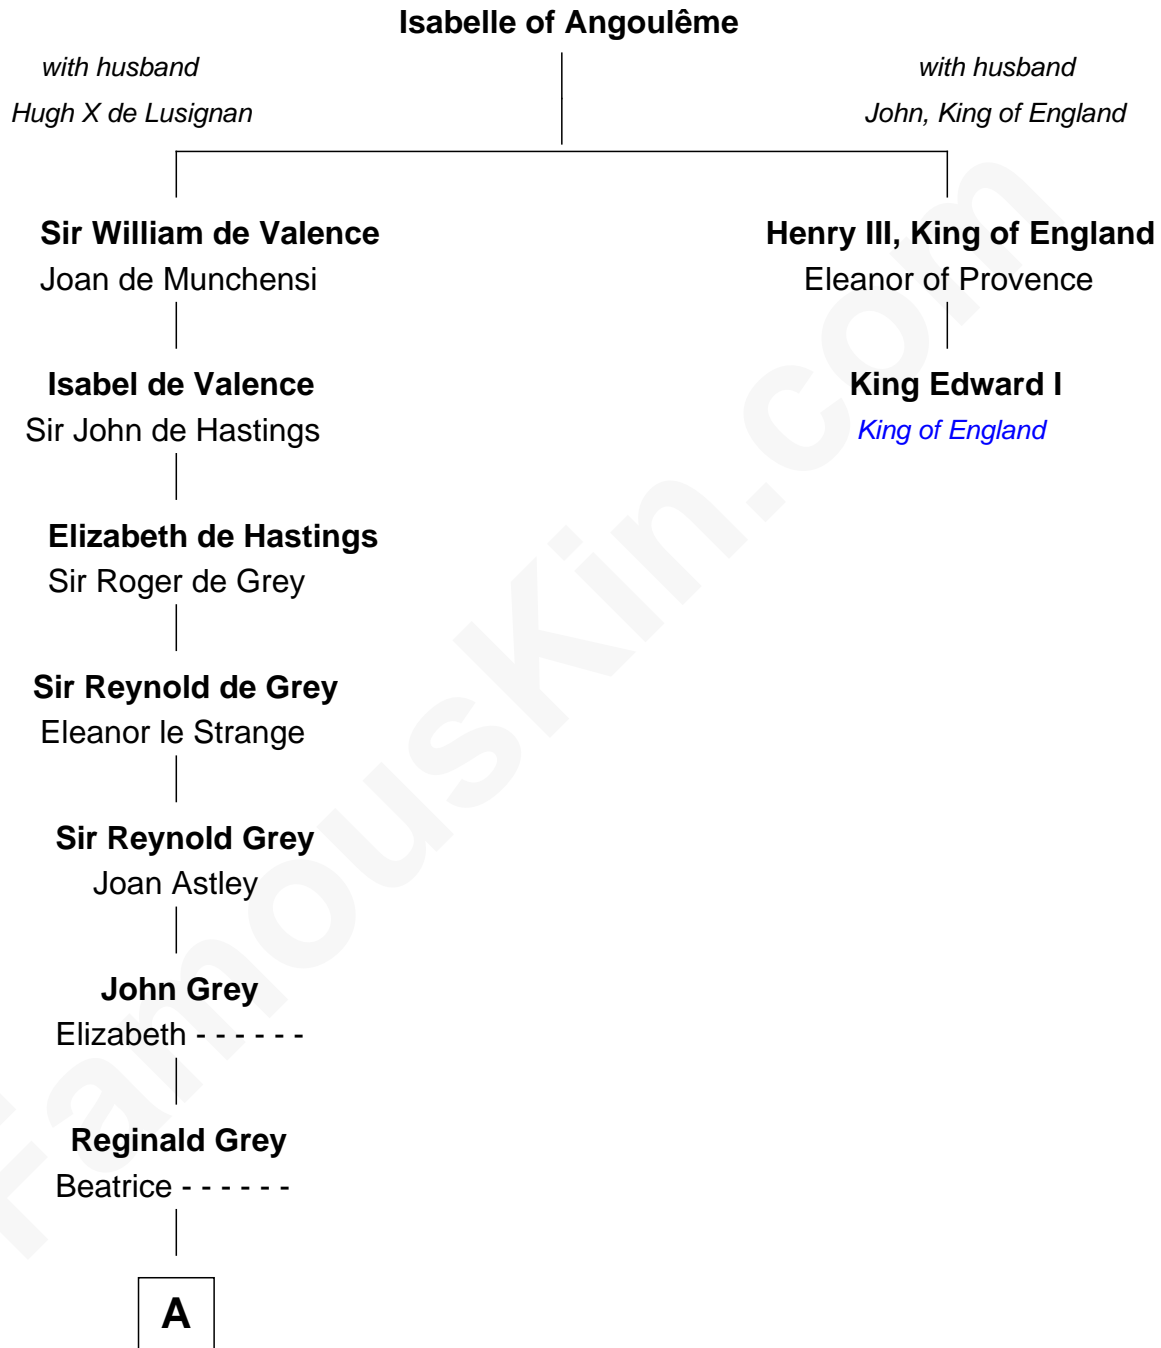 Isabelle of Angoulême
with husband
Hugh X de Lusignan
with husband
John, King of England
Sir William de Valence
Joan de Munchensi
Henry III, King of England
Eleanor of Provence
Isabel de Valence
Sir John de Hastings
King Edward I
King of England
Elizabeth de Hastings
Sir Roger de Grey
Sir Reynold de Grey
Eleanor le Strange
Sir Reynold Grey
Joan Astley
John Grey
Elizabeth - - - - - -
Reginald Grey
Beatrice - - - - - -
A
FamousKin.com